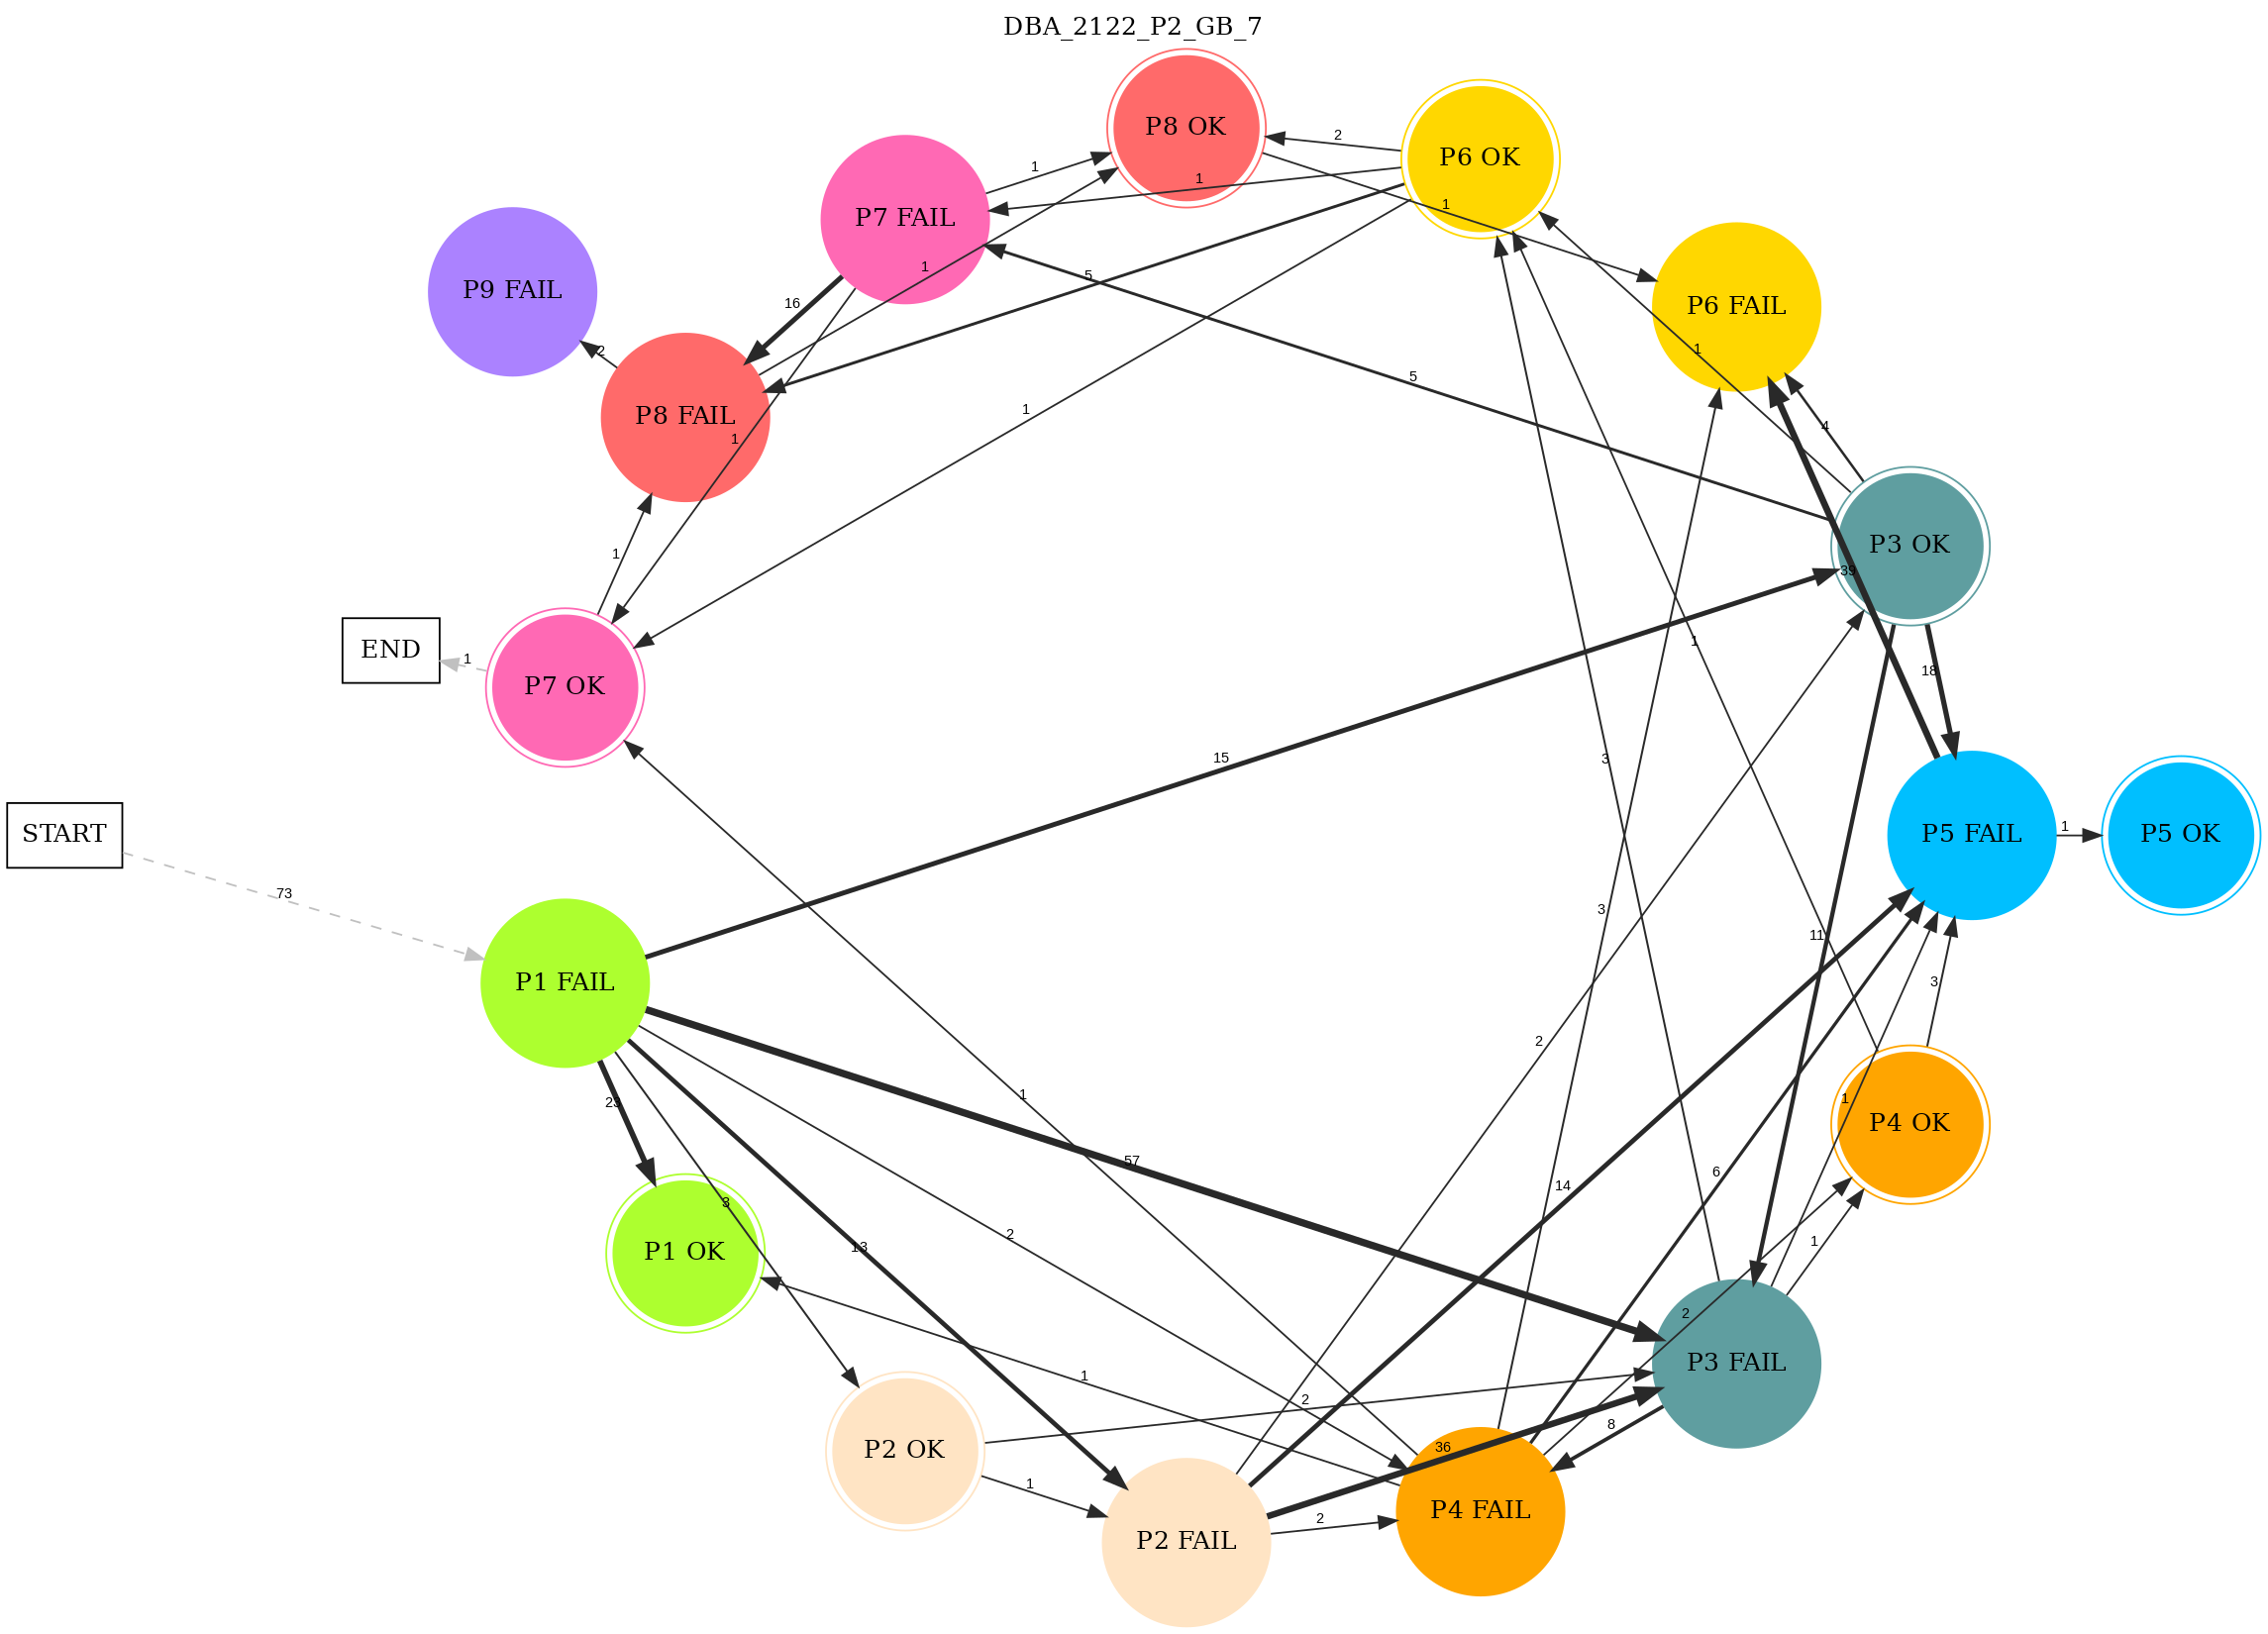 DBA_2122_P2_GB_7
P8 OK
2
P6 OK
1
P7 FAIL
1
1
1
5
P9 FAIL
16
2
P6 FAIL
1
5
1
4
P8 FAIL
1
P3 OK
1
39
END
1
P7 OK
1
18
3
15
START
1
P5 FAIL
P5 OK
73
3
11
P1 FAIL
3
2
1
1
P4 OK
57
6
14
3
2
13
1
P1 OK
2
P3 FAIL
1
2
8
36
P2 OK
1
2
P4 FAIL
P2 FAIL